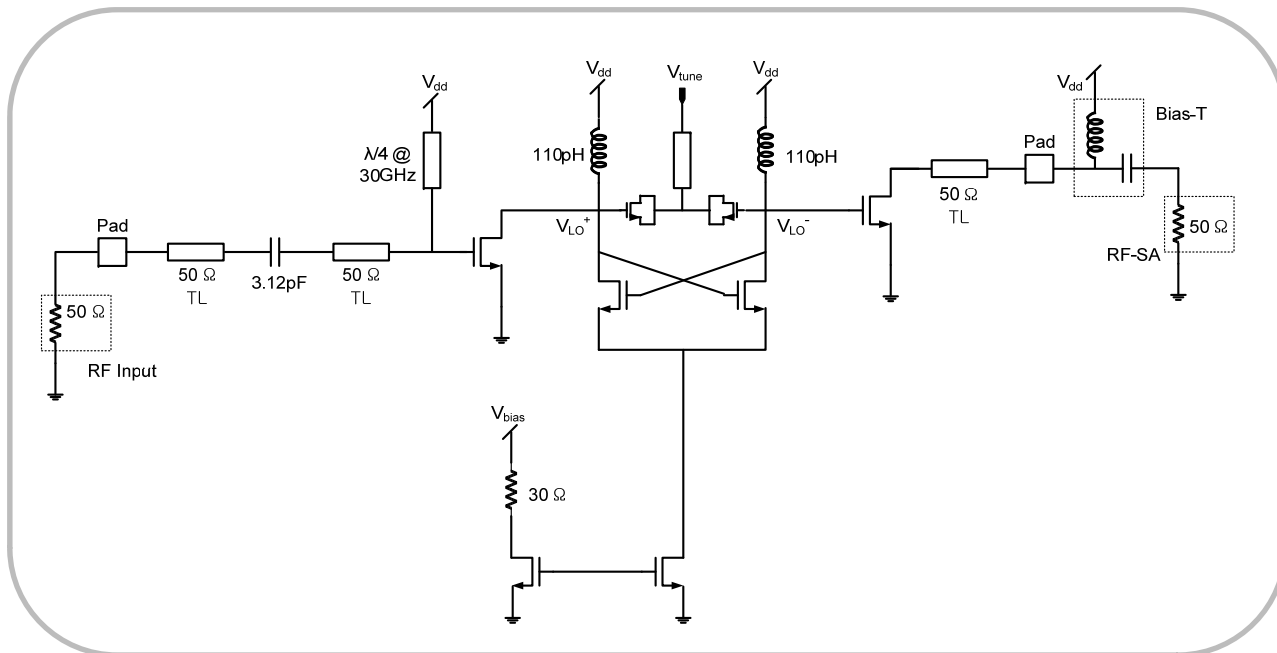 Vdd
Vtune
Vdd
Vdd
Bias-T
λ/4 @
30GHz
110pH
110pH
Pad
Pad
VLO+
VLO-
50 Ω
TL
50 Ω
RF-SA
50 Ω
TL
3.12pF
50 Ω
TL
50 Ω
RF Input
Vbias
30 Ω